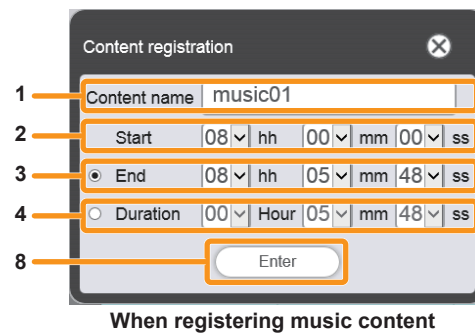 Content registration
1 Content name music01
2 Start 08 hh 00 mm 00 ss
3 End 08 hh 05 mm 48 ss
4 Duration 00 Hour 05 mm 48 ss
8 Enter
When registering music content